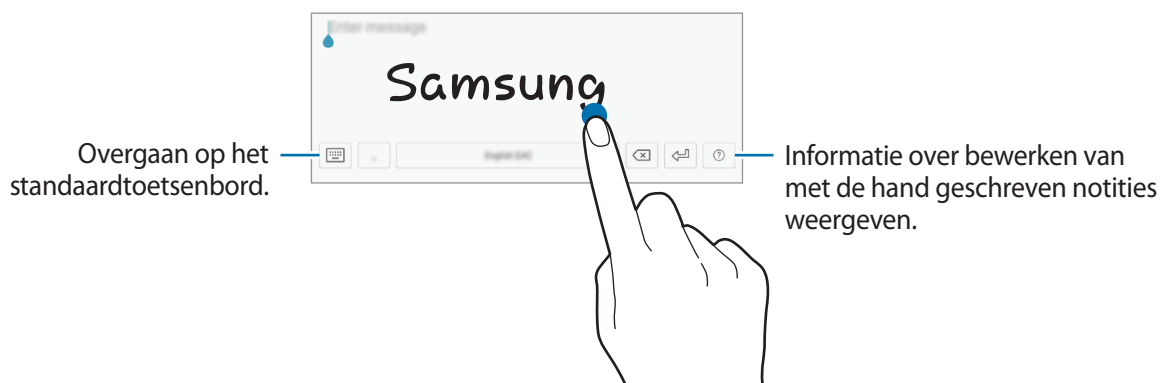 Enter message
Samsung
English (UK)
Overgaan op het
standaardtoetsenbord.
Informatie over bewerken van
met de hand geschreven notities
weergeven.